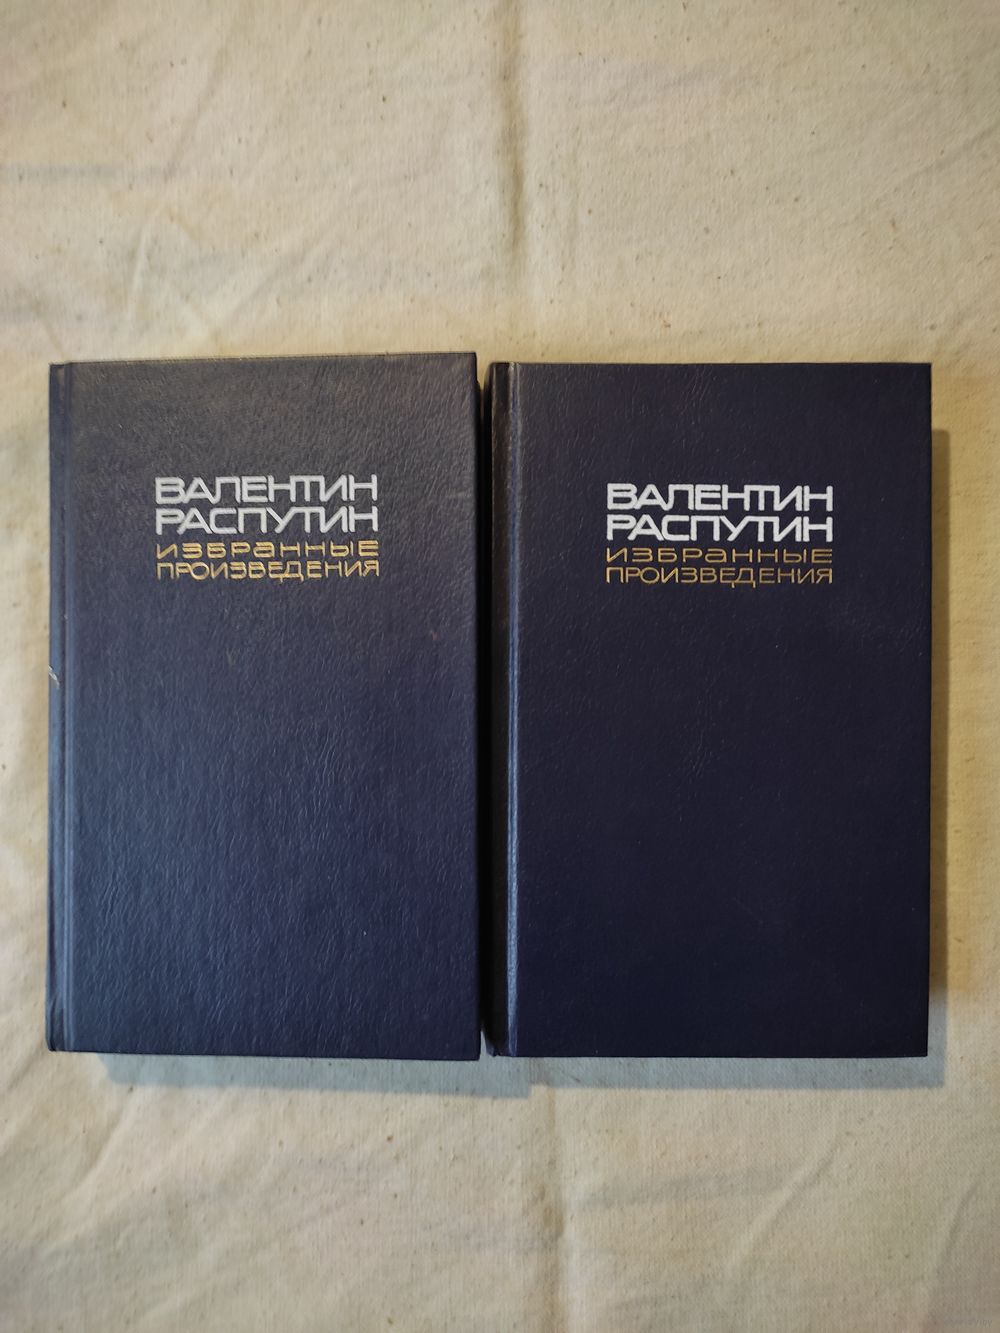 ВАЛЕНТИН
РАСПУТИН
ИЗБРАННЫЕ
ПРОИЗВЕДЕНИЯ
ВАЛЕНТИН
РАСПУТИН
ИЗБРАННЫЕ
ПРОИЗВЕДЕНИЯ